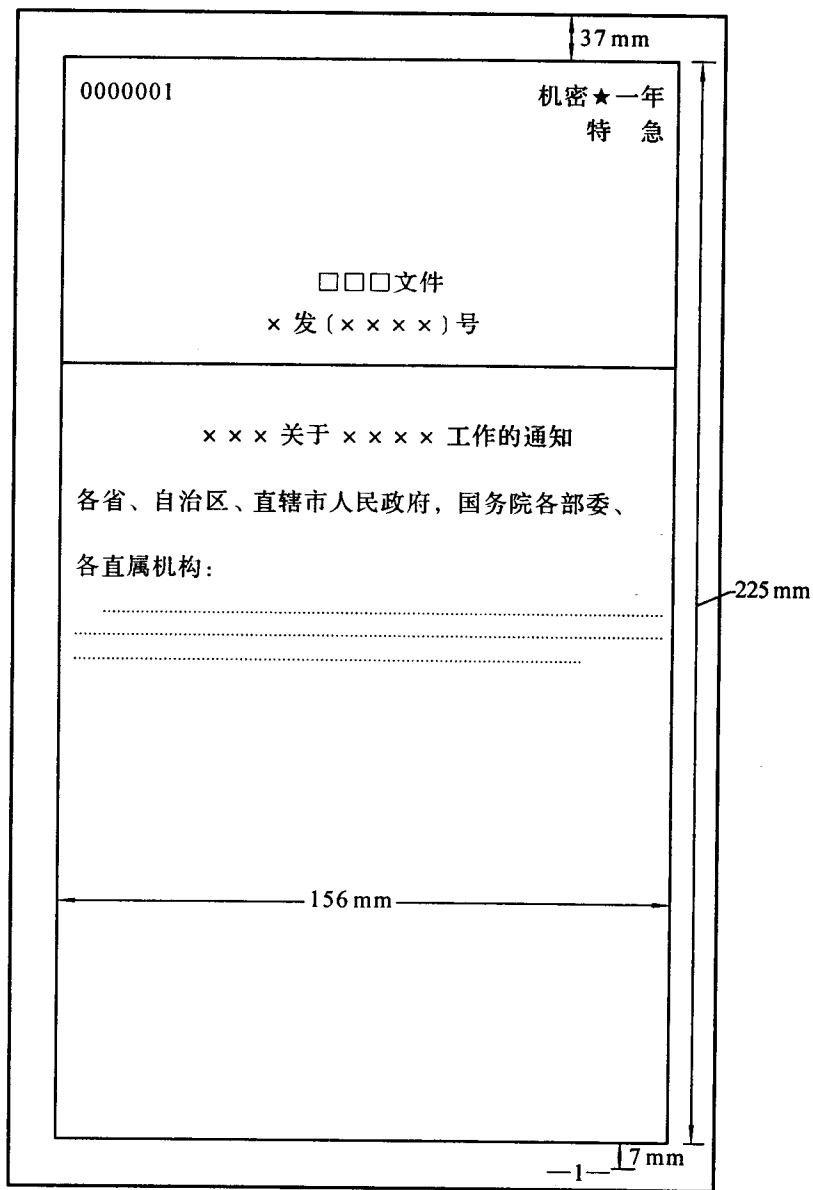 37 mm
0000001
机密★一年
特 急
□□□文件
× 发〔× × × ×〕号
× × × 关于 × × × × 工作的通知
各省、自治区、直辖市人民政府，国务院各部委、
各直属机构：
225 mm
156 mm
7 mm
—1—